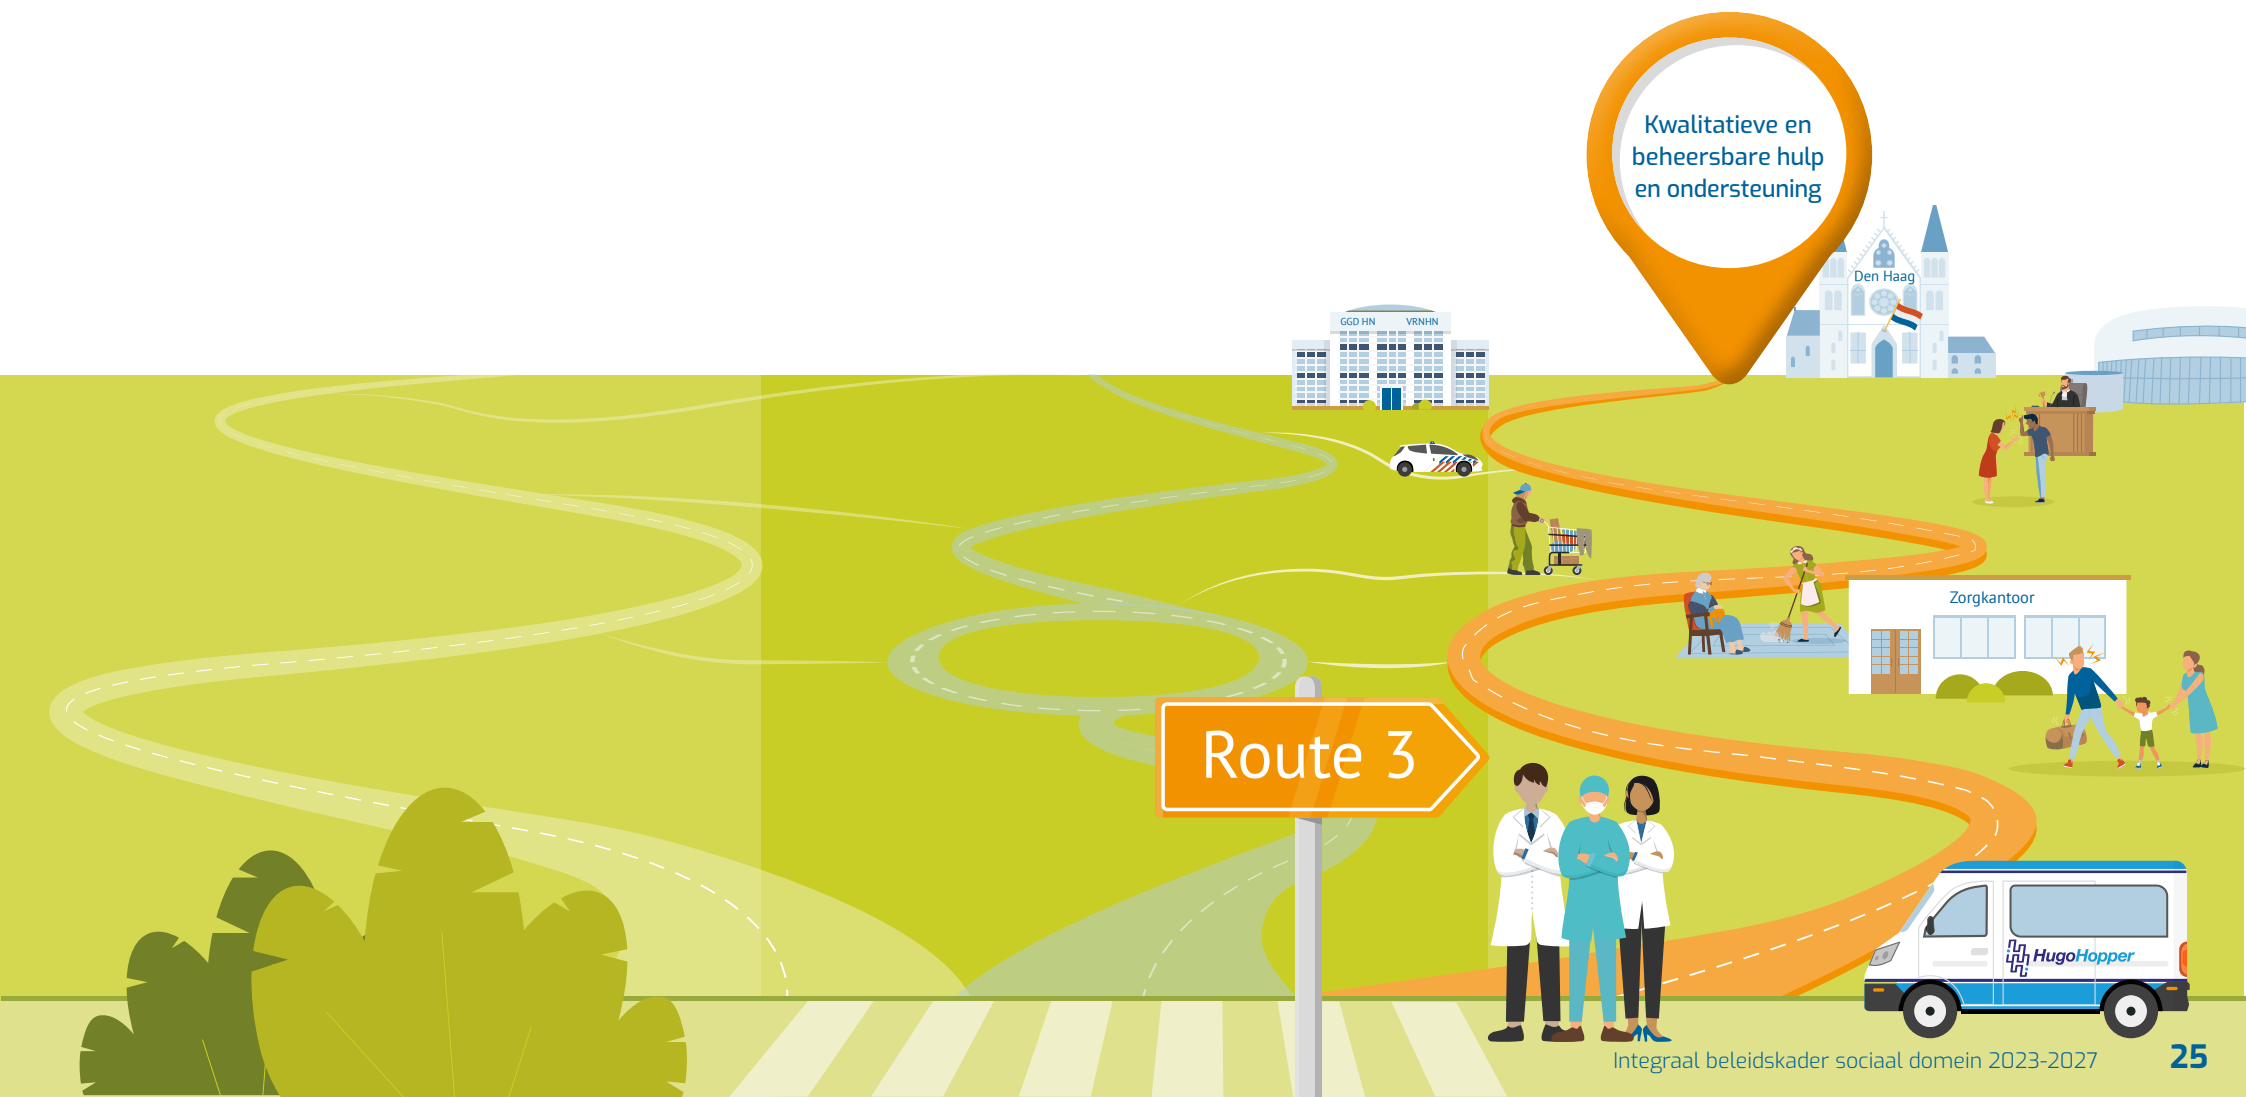 Kwalitatieve en
beheersbare hulp
en ondersteuning
Den Haag
GGD HN VRNHN
Zorgkantoor
Route 3
HugoHopper
Integraal beleidskader sociaal domein 2023-2027 25